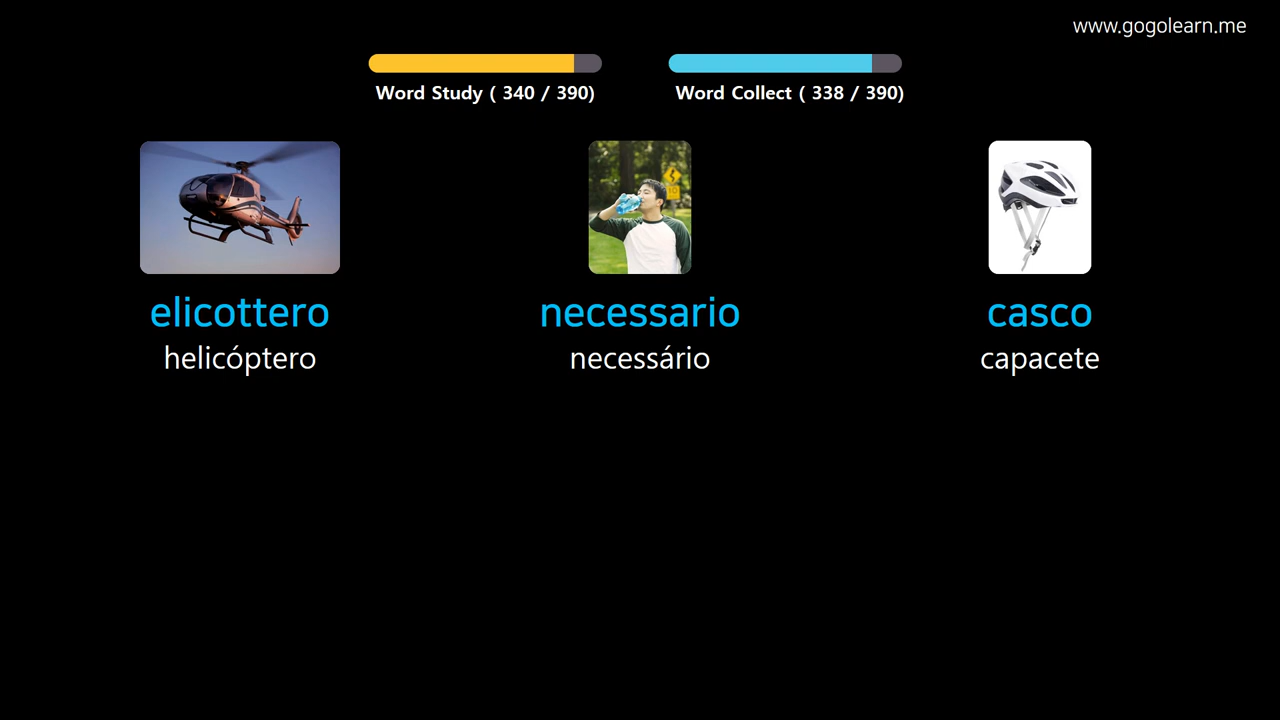 www.gogolearn.me
Word Study ( 340 / 390)
Word Collect ( 338 / 390)
elicottero
helicóptero
necessario
necessário
casco
capacete